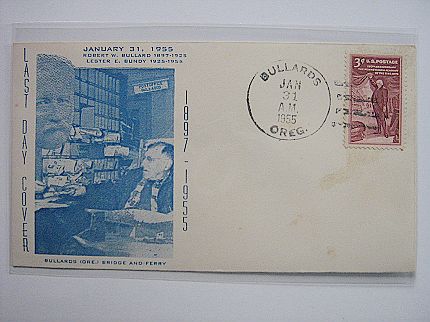 JANUARY 31, 1955
ROBERT W. BULLARD 1897-1925
LESTER E. BUNDY 1925-1955
LAST DAY COVER
1897-1955
BULLARDS (ORE.) BRIDGE AND FERRY
BULLARDS
JAN
31
A.M.
1955
OREG.
3¢ U.S. POSTAGE